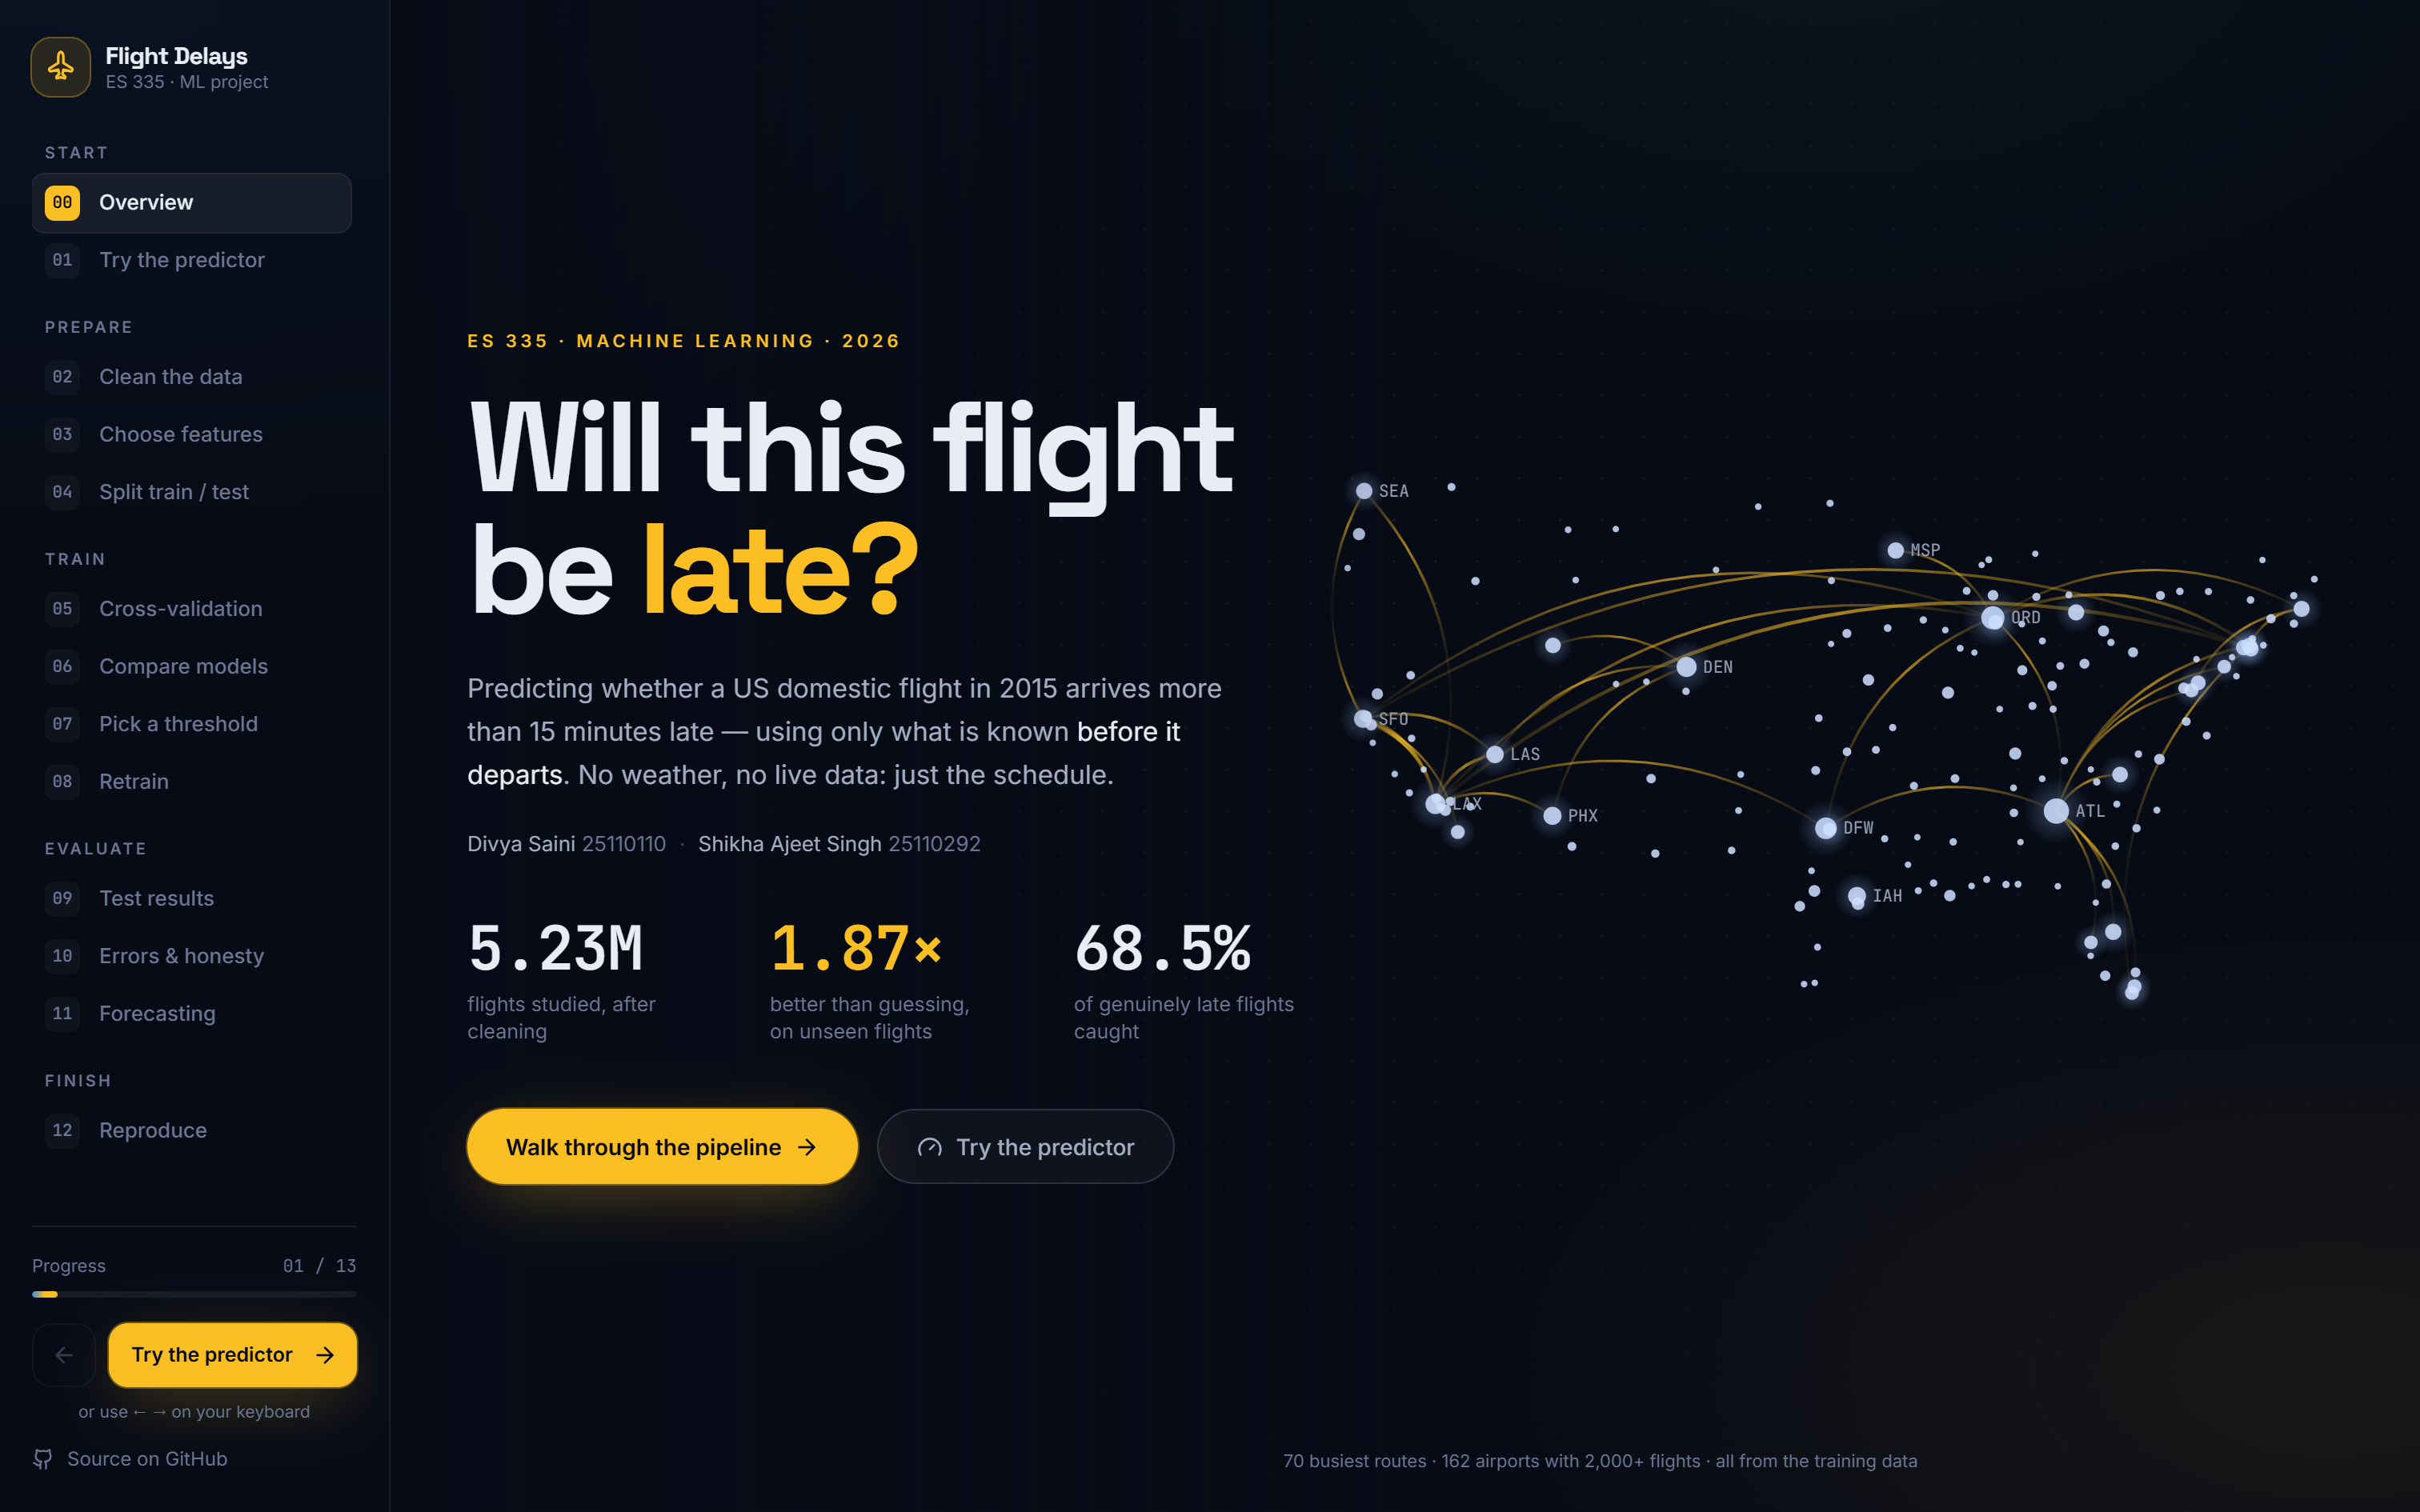 Flight Delays
ES 335 · ML project
START
00 Overview
01 Try the predictor
PREPARE
02 Clean the data
03 Choose features
04 Split train / test
TRAIN
05 Cross-validation
06 Compare models
07 Pick a threshold
08 Retrain
EVALUATE
09 Test results
10 Errors & honesty
11 Forecasting
FINISH
12 Reproduce
Progress 01 / 13
Try the predictor →
or use ← → on your keyboard
Source on GitHub
ES 335 · MACHINE LEARNING · 2026
Will this flight
be late?
Predicting whether a US domestic flight in 2015 arrives more
than 15 minutes late — using only what is known before it
departs. No weather, no live data: just the schedule.
Divya Saini 25110110 · Shikha Ajeet Singh 25110292
5.23M
flights studied, after
cleaning
1.87×
better than guessing,
on unseen flights
68.5%
of genuinely late flights
caught
Walk through the pipeline →
Try the predictor
SEA
MSP
ORD
DEN
SFO
LAS
LAX
PHX
DFW
ATL
IAH
70 busiest routes · 162 airports with 2,000+ flights · all from the training data